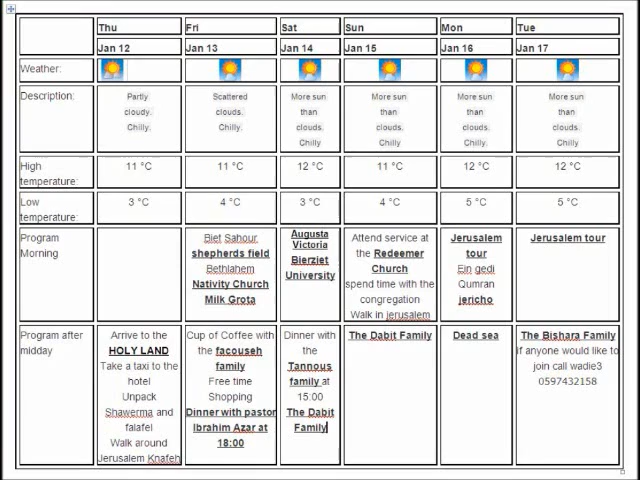 Thu Fri Sat Sun Mon Tue
Jan 12 Jan 13 Jan 14 Jan 15 Jan 16 Jan 17
Weather:
Description:
Partly
cloudy.
Chilly.
Scattered
clouds.
Chilly.
More sun
than
clouds.
Chilly
More sun
than
clouds.
Chilly
More sun
than
clouds.
Chilly
More sun
than
clouds.
Chilly
High
temperature:
11 °C 11 °C 12 °C 11 °C 12 °C 12 °C
Low
temperature:
3 °C 4 °C 3 °C 4 °C 5 °C 5 °C
Program
Morning
Biet Sahour,
shepherds field
Bethlahem
Nativity Church
Milk Grota
Augusta
Victoria
Bierziet
University
Attend service at
the Redeemer
Church
spend time with the
congregation
Walk in jerusalem
Jerusalem
tour
Ein gedi
Qumran
jericho
Jerusalem tour
Program after
midday
Arrive to the
HOLY LAND
Take a taxi to the
hotel
Unpack
Shawerma and
falafel
Walk around
Jerusalem Knafeh
Cup of Coffee with
the facouseh
family
Free time
Shopping
Dinner with pastor
Ibrahim Azar at
18:00
Dinner with
the
Tannous
family at
15:00
The Dabit
Family
The Dabit Family
Dead sea
The Bishara Family
If anyone would like to
join call wadie3
0597432158